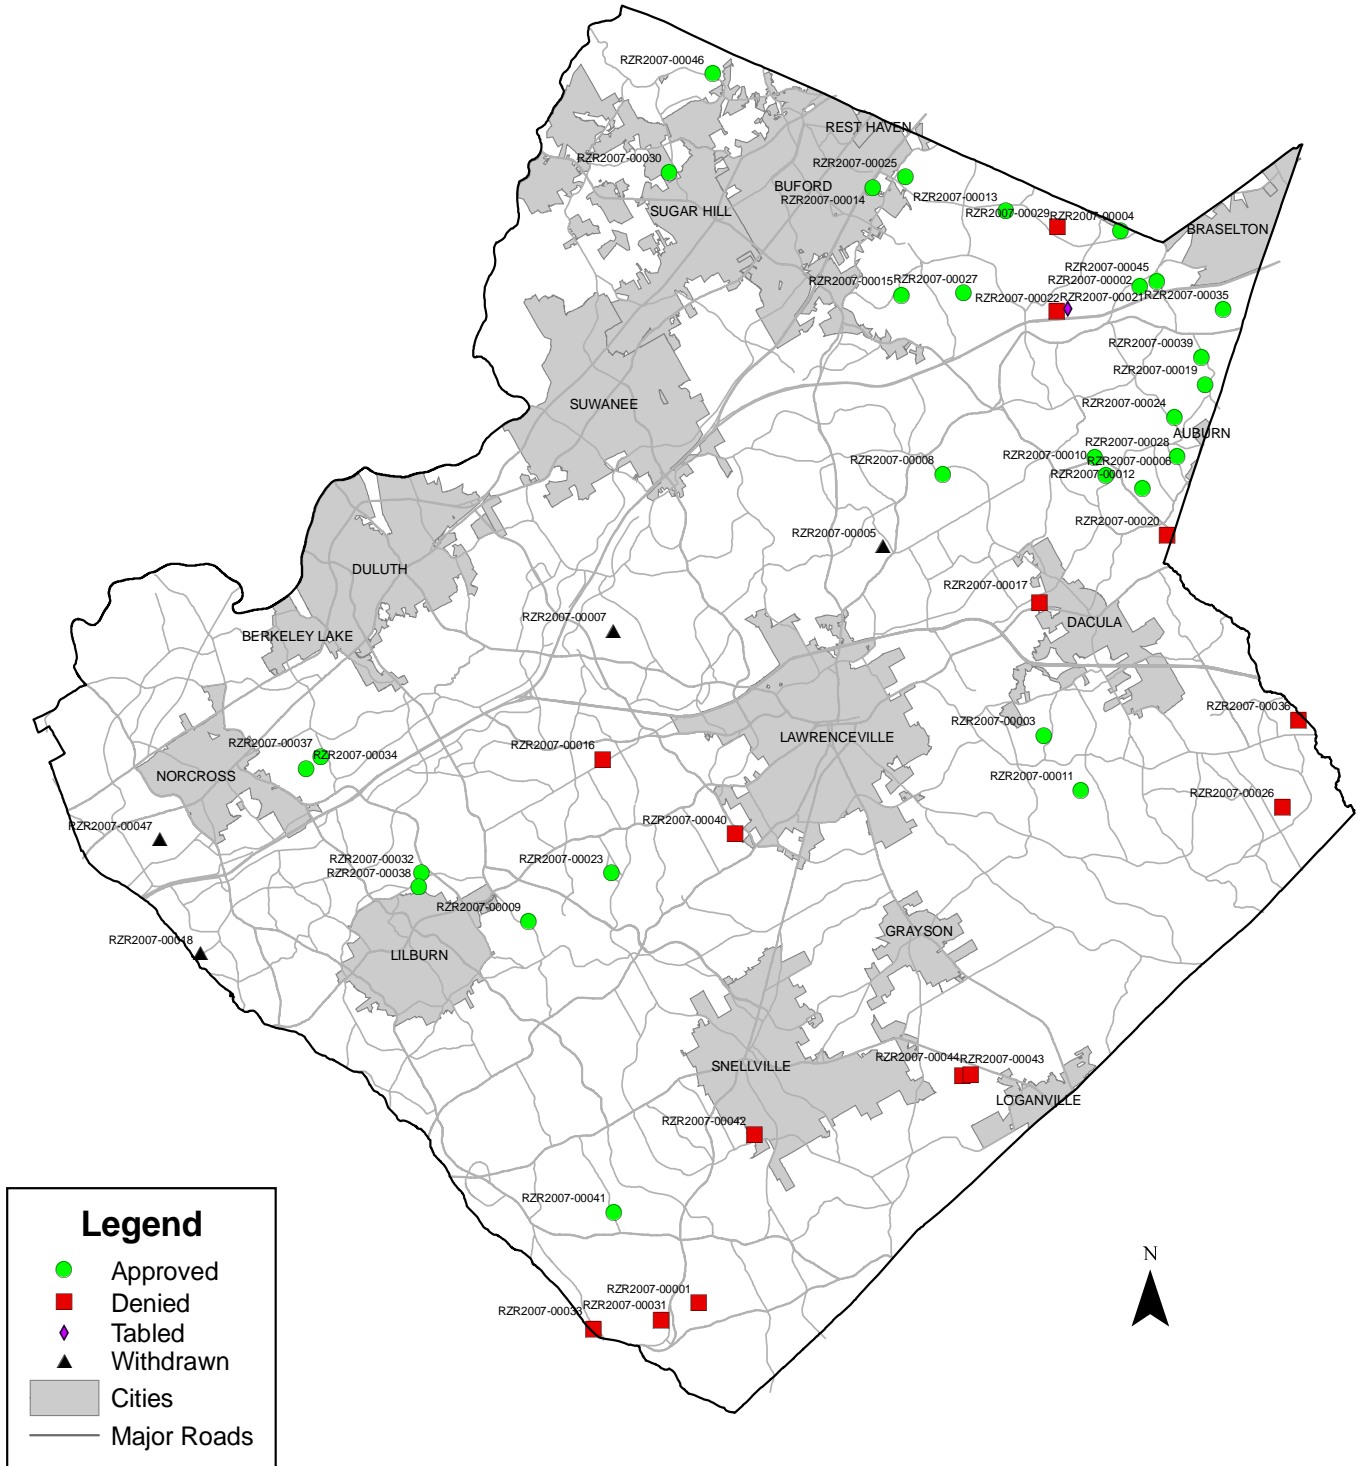 RZR2007-00046
REST HAVEN
RZR2007-00030
RZR2007-00025
BUFORD
RZR2007-00014
RZR2007-00013
SUGAR HILL
RZR2007-00029
RZR2007-00004
BRASELTON
RZR2007-00045
RZR2007-00002
RZR2007-00015
RZR2007-00027
RZR2007-00022
RZR2007-00021
RZR2007-00035
RZR2007-00039
RZR2007-00019
SUWANEE
RZR2007-00024
AUBURN
RZR2007-00028
RZR2007-00008
RZR2007-00010
RZR2007-00006
RZR2007-00012
RZR2007-00020
RZR2007-00005
DULUTH
RZR2007-00017
RZR2007-00007
DACULA
BERKELEY LAKE
RZR2007-00036
RZR2007-00003
LAWRENCEVILLE
RZR2007-00037
RZR2007-00034
RZR2007-00016
NORCROSS
RZR2007-00011
RZR2007-00026
RZR2007-00047
RZR2007-00040
RZR2007-00032
RZR2007-00038
RZR2007-00023
RZR2007-00009
GRAYSON
RZR2007-00018
LILBURN
SNELLVILLE
RZR2007-00044
RZR2007-00043
LOGANVILLE
RZR2007-00042
RZR2007-00041
RZR2007-00001
RZR2007-00031
RZR2007-00033
N
Legend
Approved
Denied
Tabled
Withdrawn
Cities
Major Roads